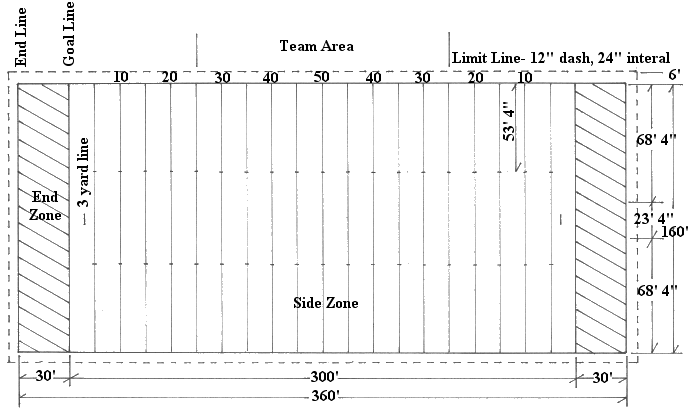 End Line
Goal Line
Team Area
Limit Line- 12" dash, 24" interal
10 20 30 40 50 40 30 20 10
6'
53' 4"
68' 4"
3 yard line
End
Zone
23' 4"
160'
68' 4"
Side Zone
30'
300'
30'
360'